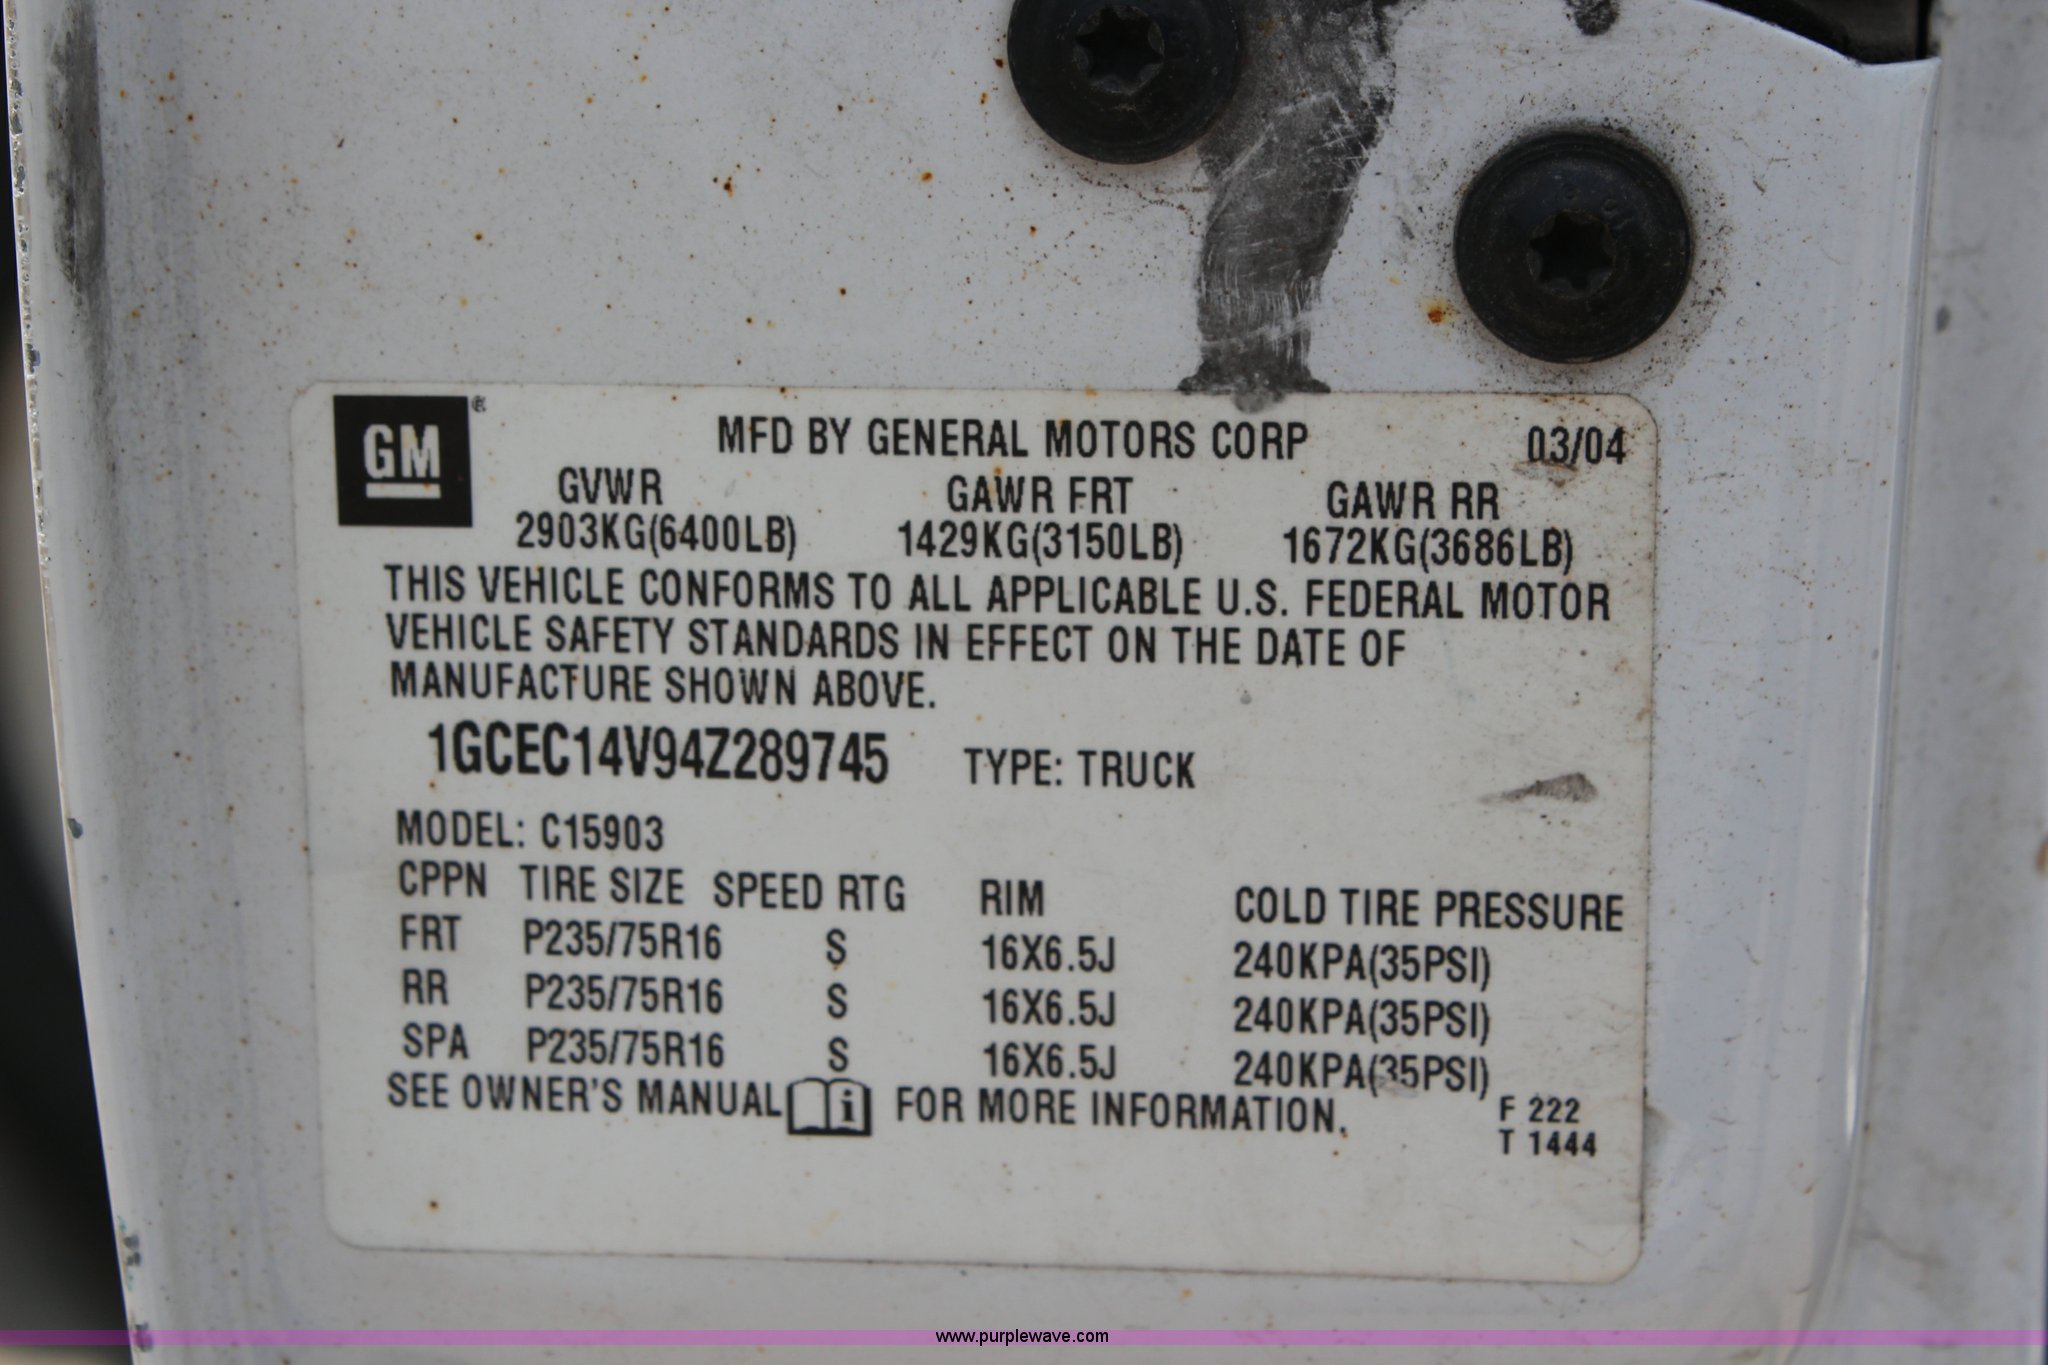 GM®
MFD BY GENERAL MOTORS CORP 03/04
GVWR GAWR FRT GAWR RR
2903KG(6400LB) 1429KG(3150LB) 1672KG(3686LB)
THIS VEHICLE CONFORMS TO ALL APPLICABLE U.S. FEDERAL MOTOR
VEHICLE SAFETY STANDARDS IN EFFECT ON THE DATE OF
MANUFACTURE SHOWN ABOVE.
1GCEC14V94Z289745 TYPE: TRUCK
MODEL: C15903
CPPN TIRE SIZE SPEED RTG RIM COLD TIRE PRESSURE
FRT P235/75R16 S 16X6.5J 240KPA(35PSI)
RR P235/75R16 S 16X6.5J 240KPA(35PSI)
SPA P235/75R16 S 16X6.5J 240KPA(35PSI)
SEE OWNER'S MANUAL i FOR MORE INFORMATION.
F 222
T 1444
www.purplewave.com